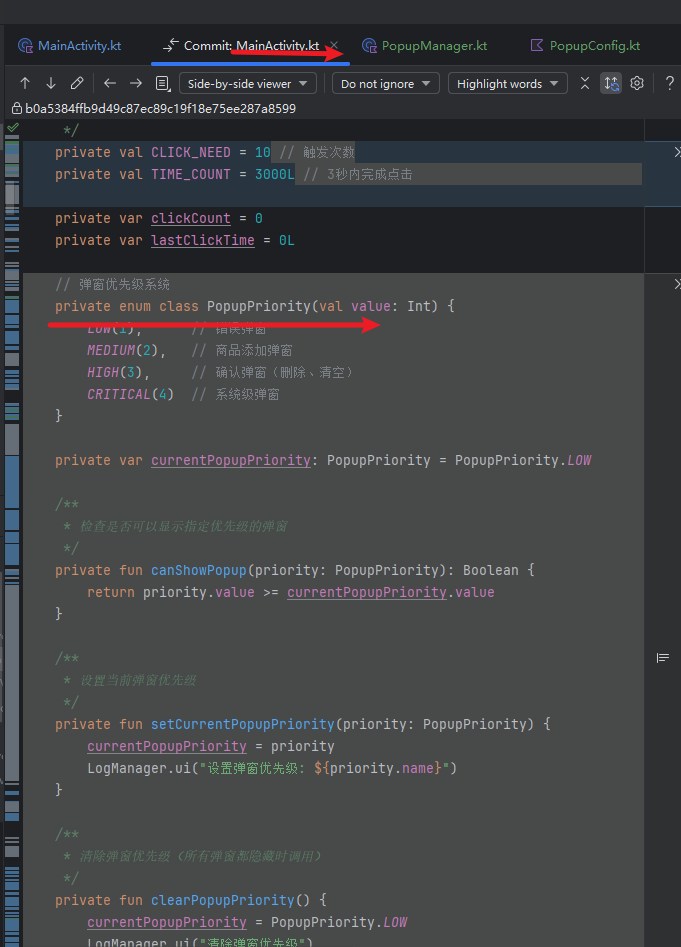 MainActivity.kt
Commit: MainActivity.kt
PopupManager.kt
PopupConfig.kt
Side-by-side viewer
Do not ignore
Highlight words
?
b0a5384ffb9d49c87ec89c19f18e75ee287a8599
*/
private val CLICK_NEED = 10 // 触发次数
private val TIME_COUNT = 3000L // 3秒内完成点击
private var clickCount = 0
private var lastClickTime = 0L
// 弹窗优先级系统
private enum class PopupPriority(val value: Int) {
LOW(1), // 错误弹窗
MEDIUM(2), // 商品添加弹窗
HIGH(3), // 确认弹窗（删除、清空）
CRITICAL(4) // 系统级弹窗
}
private var currentPopupPriority: PopupPriority = PopupPriority.LOW
/**
* 检查是否可以显示指定优先级的弹窗
*/
private fun canShowPopup(priority: PopupPriority): Boolean {
return priority.value >= currentPopupPriority.value
}
/**
* 设置当前弹窗优先级
*/
private fun setCurrentPopupPriority(priority: PopupPriority) {
currentPopupPriority = priority
LogManager.ui("设置弹窗优先级: ${priority.name}")
}
/**
* 清除弹窗优先级（所有弹窗都隐藏时调用）
*/
private fun clearPopupPriority() {
currentPopupPriority = PopupPriority.LOW
LogManager.ui("清除弹窗优先级")